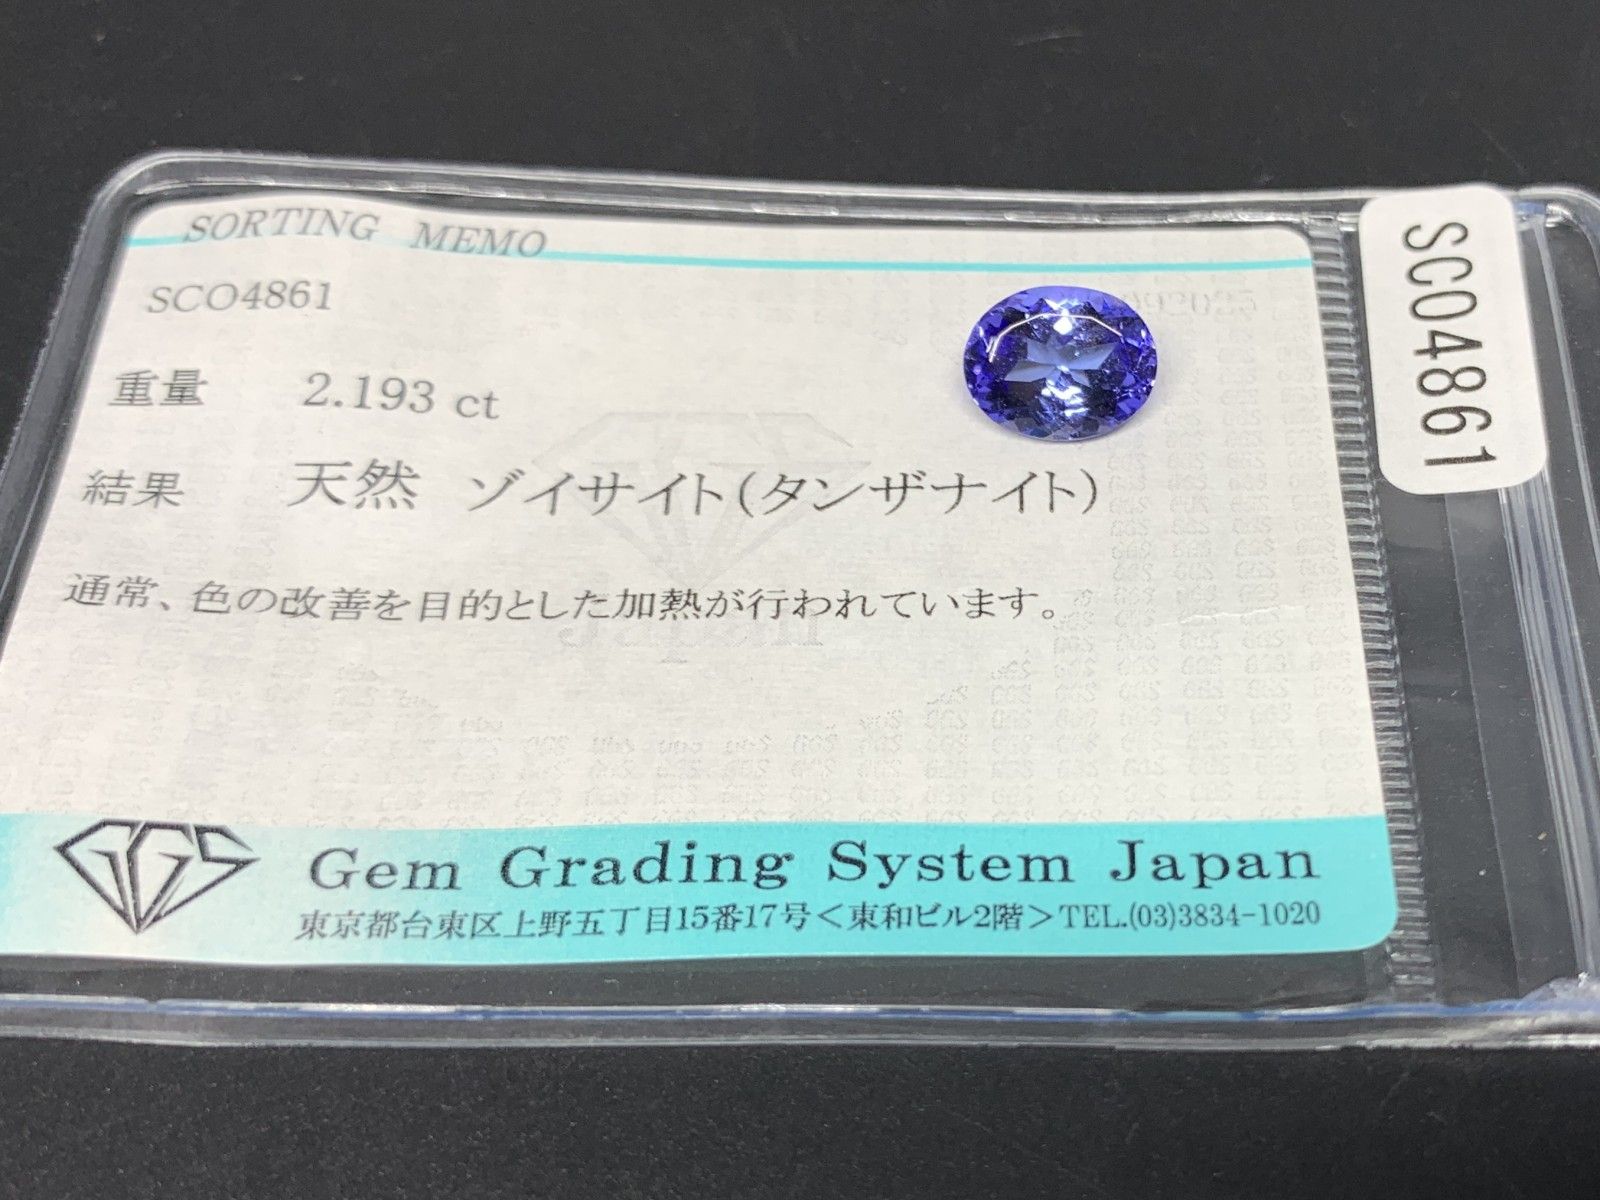 SORTING MEMO
SCO4861
重量 2.193 ct
結果 天然 ゾイサイト(タンザナイト)
通常、色の改善を目的とした加熱が行われています。
Japan
GGS
Gem Grading System Japan
東京都台東区上野五丁目15番17号<東和ビル2階>TEL.(03)3834-1020
SCO4861